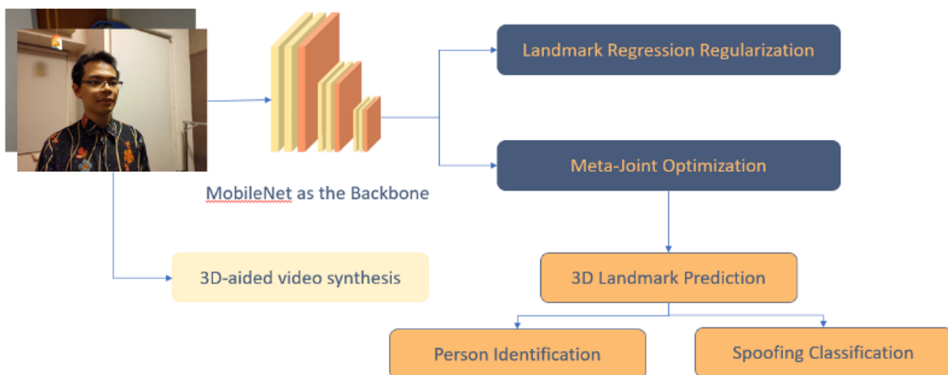 Landmark Regression Regularization
Meta-Joint Optimization
MobileNet as the Backbone
3D-aided video synthesis
3D Landmark Prediction
Person Identification
Spoofing Classification